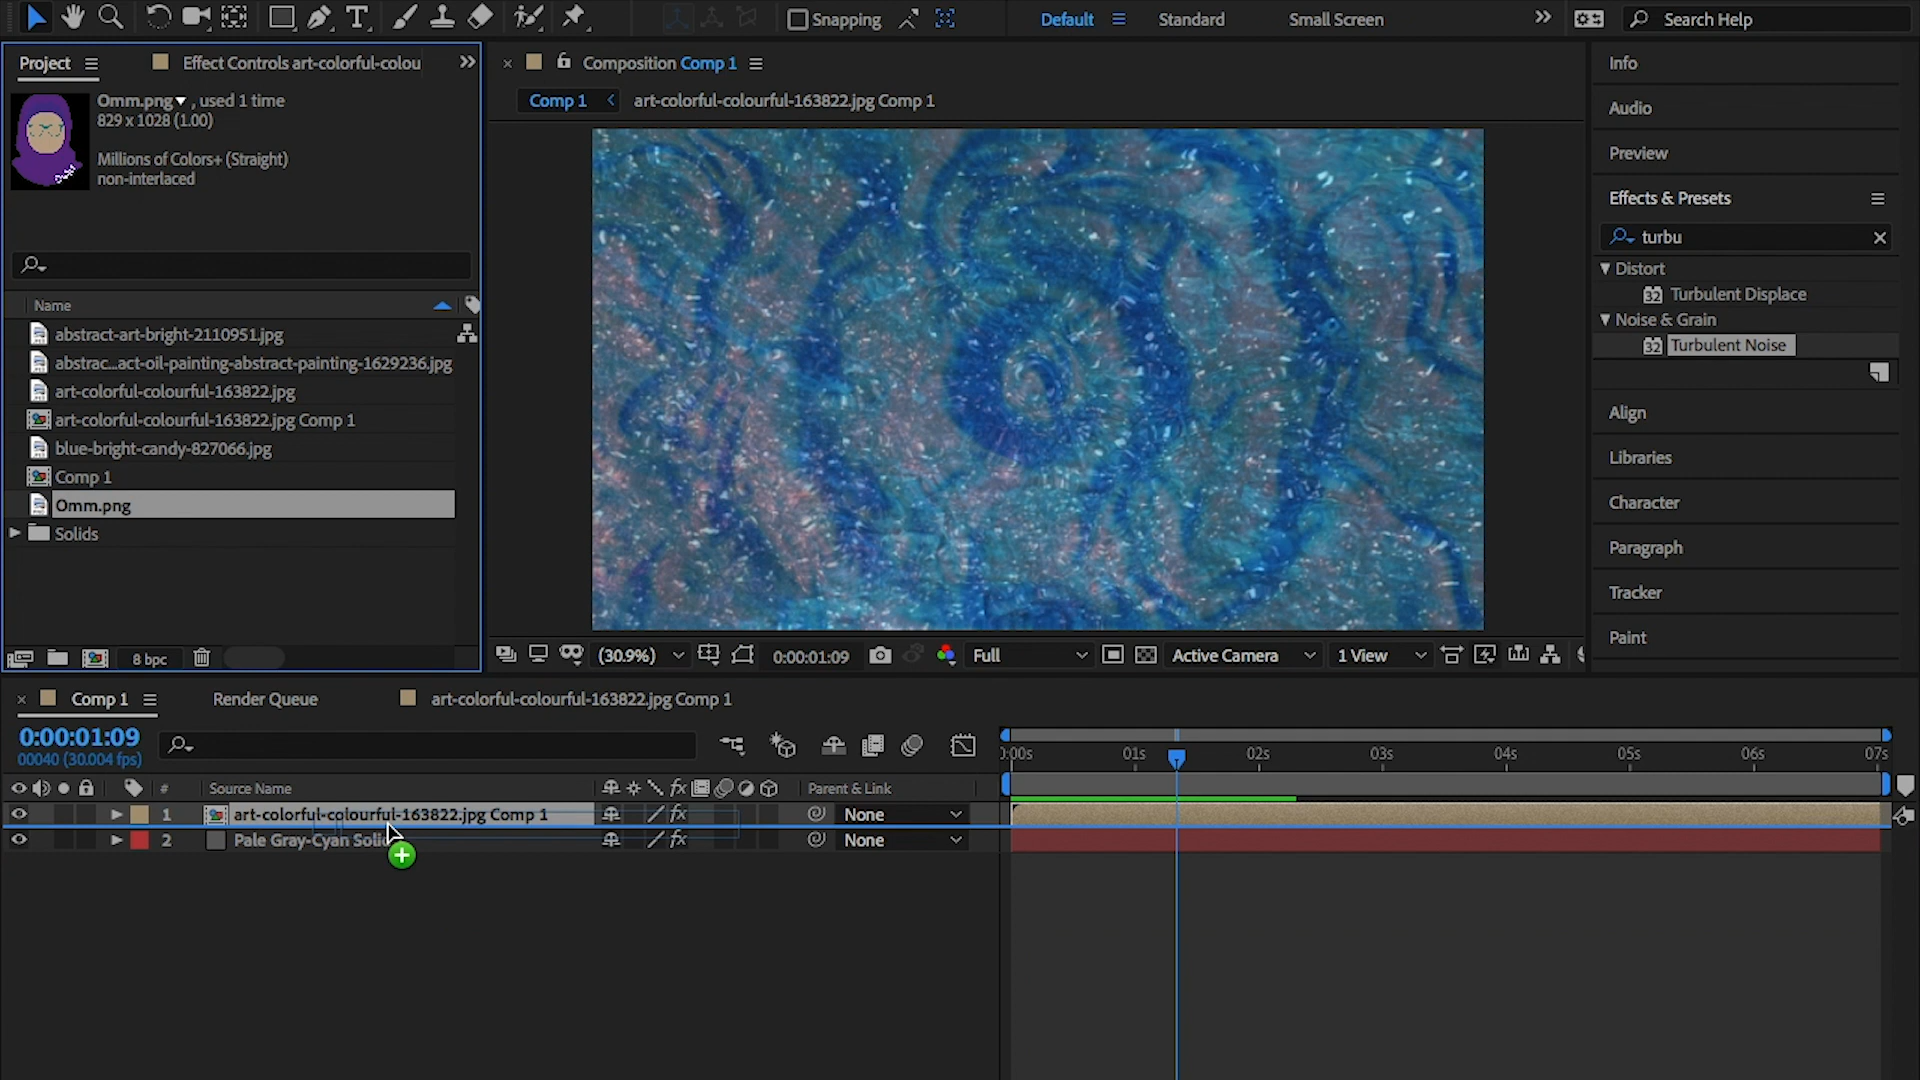 Snapping
Default
Standard
Small Screen
Search Help
Project
Effect Controls art-colorful-colou
Composition Comp 1
Info
Omm.png , used 1 time
829 x 1028 (1.00)
Millions of Colors+ (Straight)
non-interlaced
Comp 1
art-colorful-colourful-163822.jpg Comp 1
Audio
Preview
Effects & Presets
turbu
Distort
32 Turbulent Displace
Noise & Grain
32 Turbulent Noise
Align
Libraries
Character
Paragraph
Tracker
Paint
Name
abstract-art-bright-2110951.jpg
abstrac...act-oil-painting-abstract-painting-1629236.jpg
art-colorful-colourful-163822.jpg
art-colorful-colourful-163822.jpg Comp 1
blue-bright-candy-827066.jpg
Comp 1
Omm.png
Solids
8 bpc
(30.9%)
0:00:01:09
Full
Active Camera
1 View
Comp 1
Render Queue
art-colorful-colourful-163822.jpg Comp 1
0:00:01:09
00040 (30.004 fps)
):00s 01s 02s 03s 04s 05s 06s 07s
# Source Name fx Parent & Link
1 art-colorful-colourful-163822.jpg Comp 1 fx None
2 Pale Gray-Cyan Soli fx None